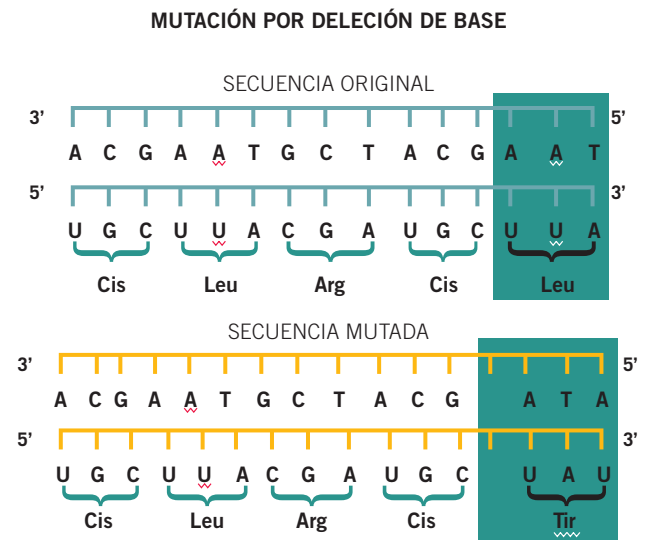 MUTACIÓN POR DELECIÓN DE BASE
SECUENCIA ORIGINAL
3’ 5’
A C G A A T G C T A C G A A T
5’ 3’
U G C U U A C G A U G C U U A
Cis Leu Arg Cis Leu
SECUENCIA MUTADA
3’ 5’
A C G A A T G C T A C G A T A
5’ 3’
U G C U U A C G A U G C U A U
Cis Leu Arg Cis Tir